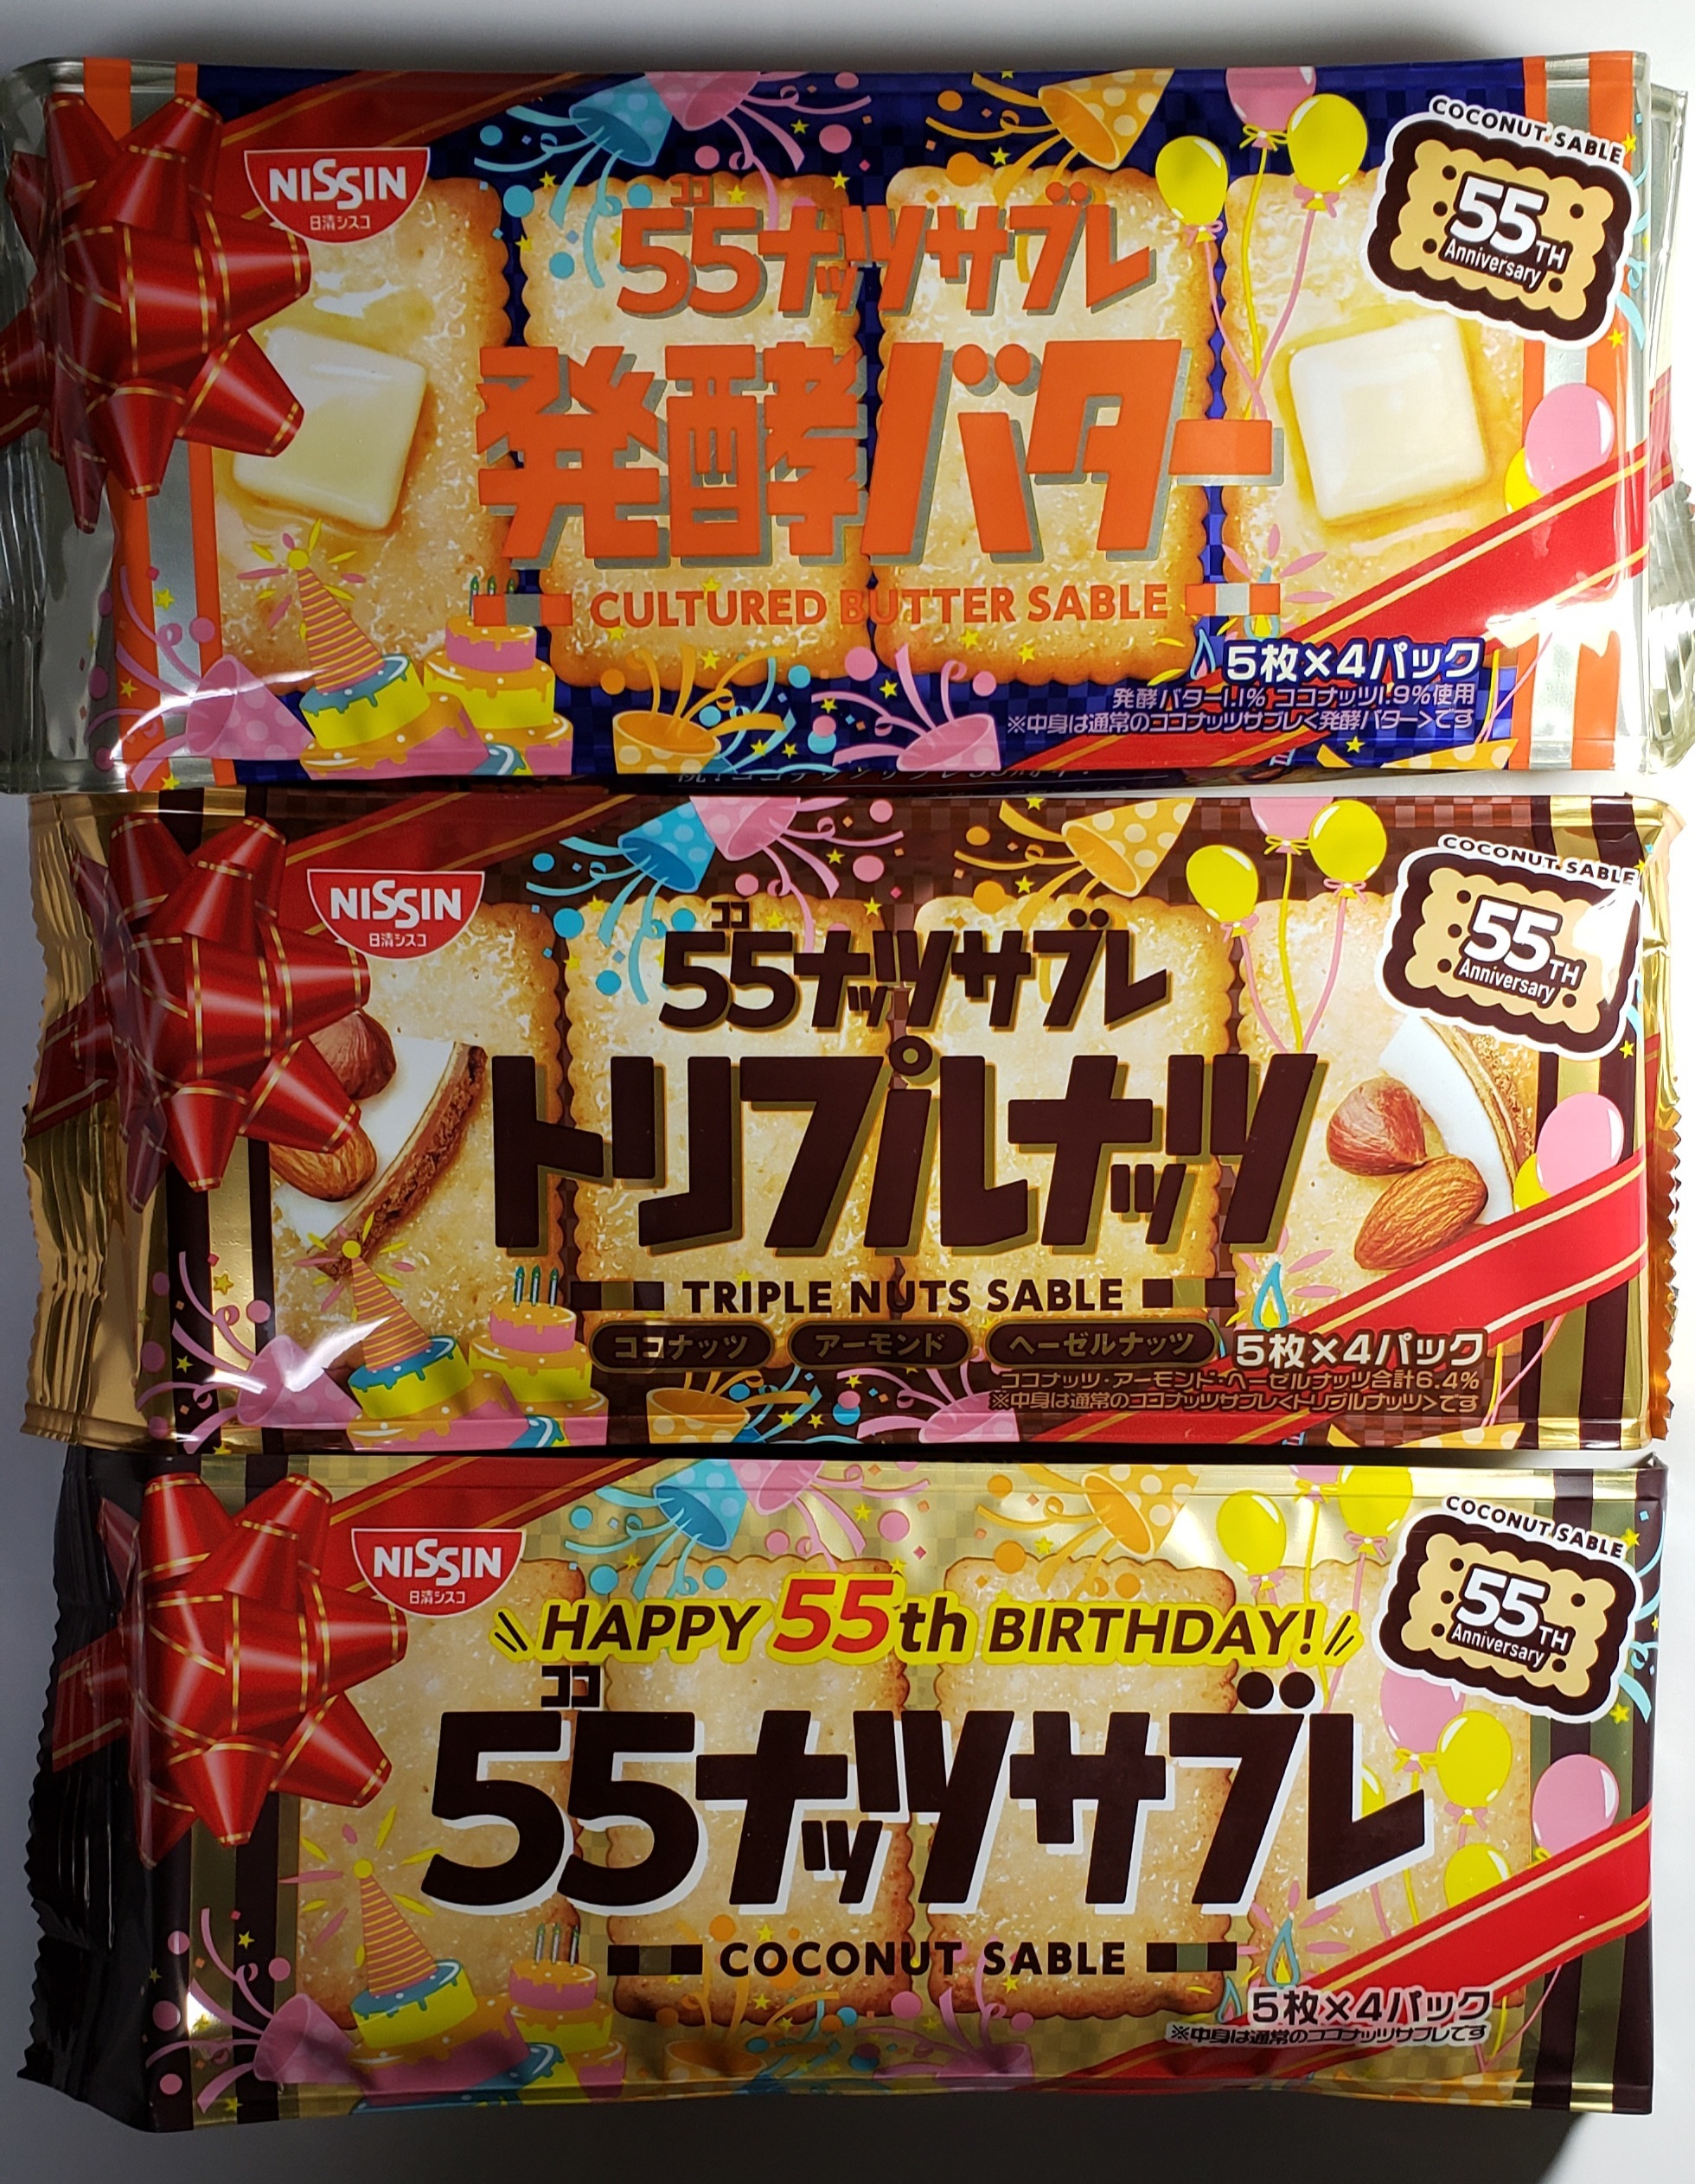 NISSIN
日清シスコ
COCONUT SABLE
55TH
Anniversary
ココ
55ナッツサブレ
発酵バター
CULTURED BUTTER SABLE
5枚×4パック
発酵バター1.1% ココナッツ1.9%使用
※中身は通常のココナッツサブレ<発酵バター>です
NISSIN
日清シスコ
COCONUT SABLE
55TH
Anniversary
ココ
55ナッツサブレ
トリプルナッツ
TRIPLE NUTS SABLE
ココナッツ アーモンド ヘーゼルナッツ
5枚×4パック
ココナッツ・アーモンド・ヘーゼルナッツ合計6.4%
※中身は通常のココナッツサブレ<トリプルナッツ>です
NISSIN
日清シスコ
COCONUT SABLE
55TH
Anniversary
HAPPY 55th BIRTHDAY!
ココ
55ナッツサブレ
COCONUT SABLE
5枚×4パック
※中身は通常のココナッツサブレです